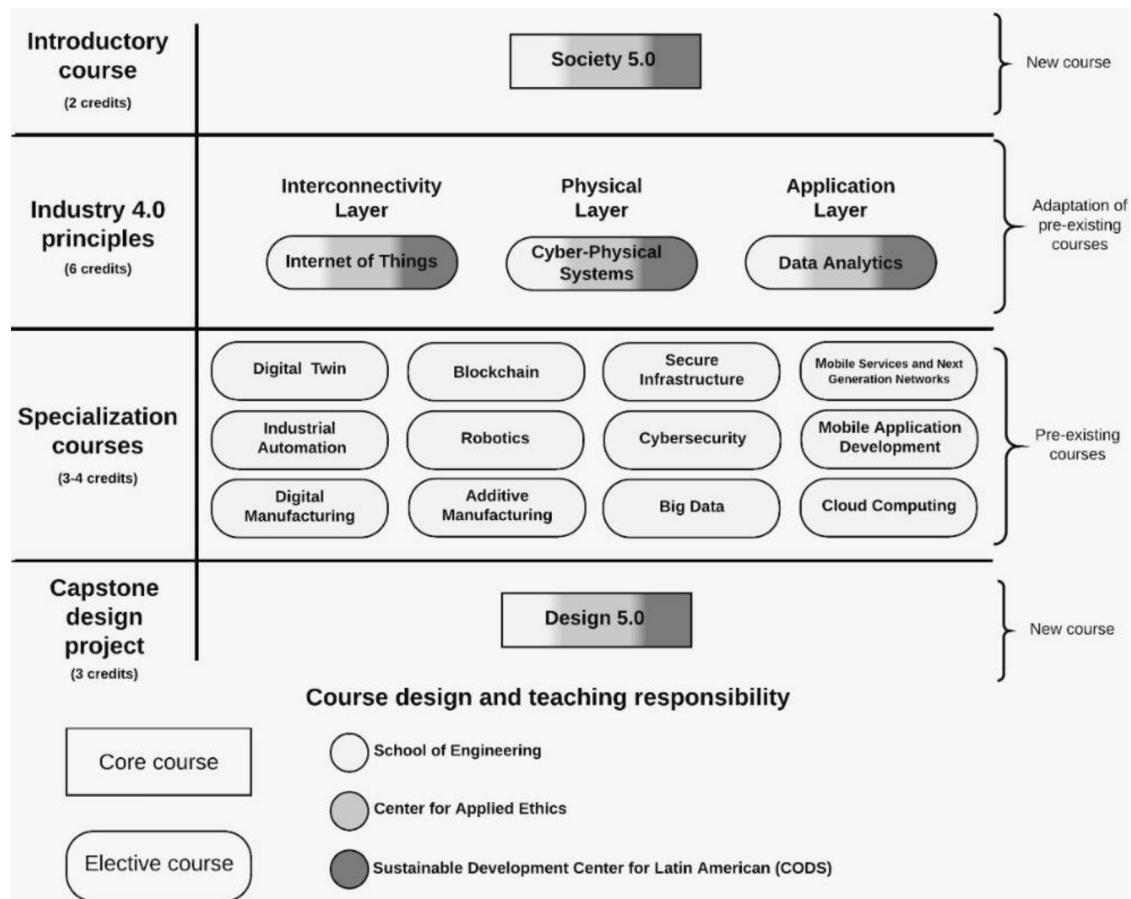 Introductory
course
(2 credits)
Society 5.0
New course
Industry 4.0
principles
(6 credits)
Interconnectivity
Layer
Physical
Layer
Application
Layer
Internet of Things
Cyber-Physical
Systems
Data Analytics
Adaptation of
pre-existing
courses
Specialization
courses
(3-4 credits)
Digital Twin
Blockchain
Secure
Infrastructure
Mobile Services and Next
Generation Networks
Industrial
Automation
Robotics
Cybersecurity
Mobile Application
Development
Digital
Manufacturing
Additive
Manufacturing
Big Data
Cloud Computing
Pre-existing
courses
Capstone
design
project
(3 credits)
Design 5.0
New course
Course design and teaching responsibility
Core course
Elective course
School of Engineering
Center for Applied Ethics
Sustainable Development Center for Latin American (CODS)